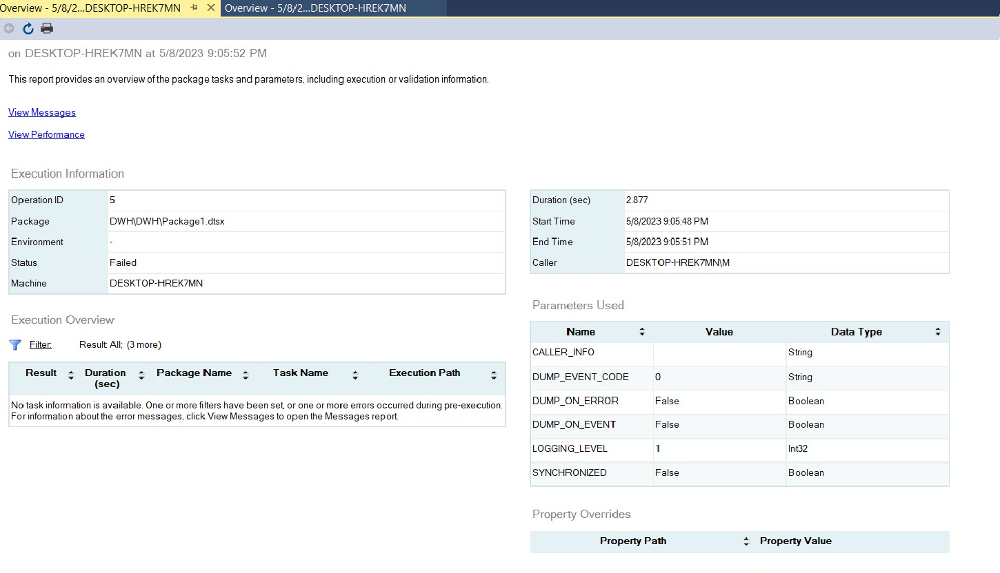 Overview - 5/8/2...DESKTOP-HREK7MN
Overview - 5/8/2...DESKTOP-HREK7MN
on DESKTOP-HREK7MN at 5/8/2023 9:05:52 PM
This report provides an overview of the package tasks and parameters, including execution or validation information.
View Messages
View Performance
Execution Information
Operation ID 5
Package DWH\DWH\Package1.dtsx
Environment -
Status Failed
Machine DESKTOP-HREK7MN
Duration (sec) 2.877
Start Time 5/8/2023 9:05:48 PM
End Time 5/8/2023 9:05:51 PM
Caller DESKTOP-HREK7MN\M
Execution Overview
Filter: Result: All; (3 more)
Result Duration (sec) Package Name Task Name Execution Path
No task information is available. One or more filters have been set, or one or more errors occurred during pre-execution.
For information about the error messages, click View Messages to open the Messages report.
Parameters Used
Name Value Data Type
CALLER_INFO String
DUMP_EVENT_CODE 0 String
DUMP_ON_ERROR False Boolean
DUMP_ON_EVENT False Boolean
LOGGING_LEVEL 1 Int32
SYNCHRONIZED False Boolean
Property Overrides
Property Path Property Value